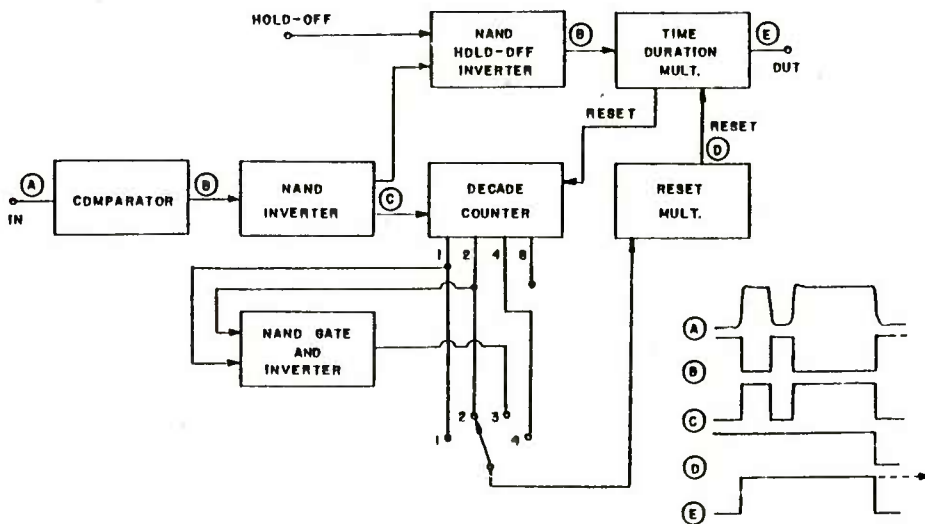 HOLD-OFF
NAND
HOLD-OFF
INVERTER
B
TIME
DURATION
MULT.
E
OUT
RESET
RESET
D
A
IN
COMPARATOR
B
NAND
INVERTER
C
DECADE
COUNTER
RESET
MULT.
1 2 4 8
NAND GATE
AND
INVERTER
1 2 3 4
A
B
C
D
E